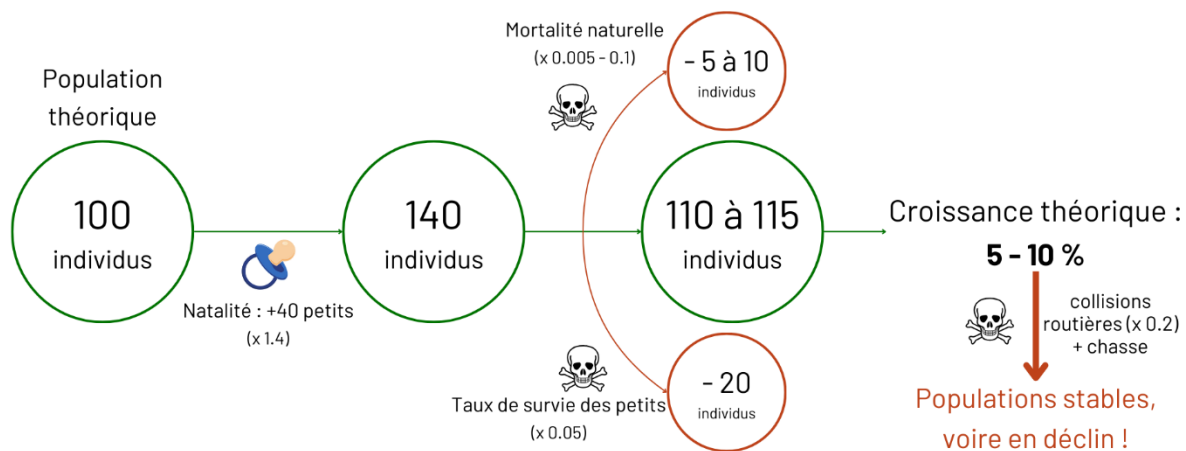 Population
théorique
100
individus
Natalité : +40 petits
(x 1.4)
140
individus
Mortalité naturelle
(x 0.005 - 0.1)
- 5 à 10
individus
Taux de survie des petits
(x 0.05)
- 20
individus
110 à 115
individus
Croissance théorique :
5 - 10 %
collisions
routières (x 0.2)
+ chasse
Populations stables,
voire en déclin !